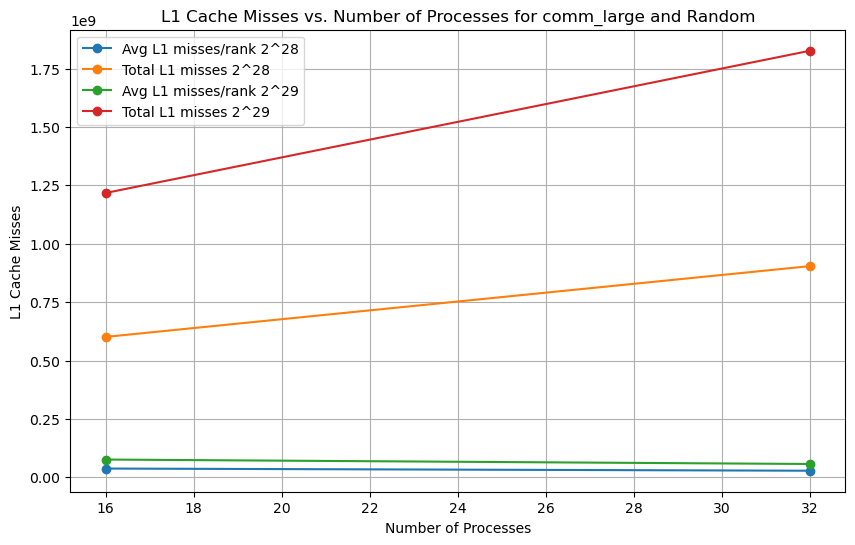 L1 Cache Misses vs. Number of Processes for comm_large and Random
1e9
Avg L1 misses/rank 2^28
Total L1 misses 2^28
Avg L1 misses/rank 2^29
Total L1 misses 2^29
L1 Cache Misses
1.75
1.50
1.25
1.00
0.75
0.50
0.25
0.00
16 18 20 22 24 26 28 30 32
Number of Processes